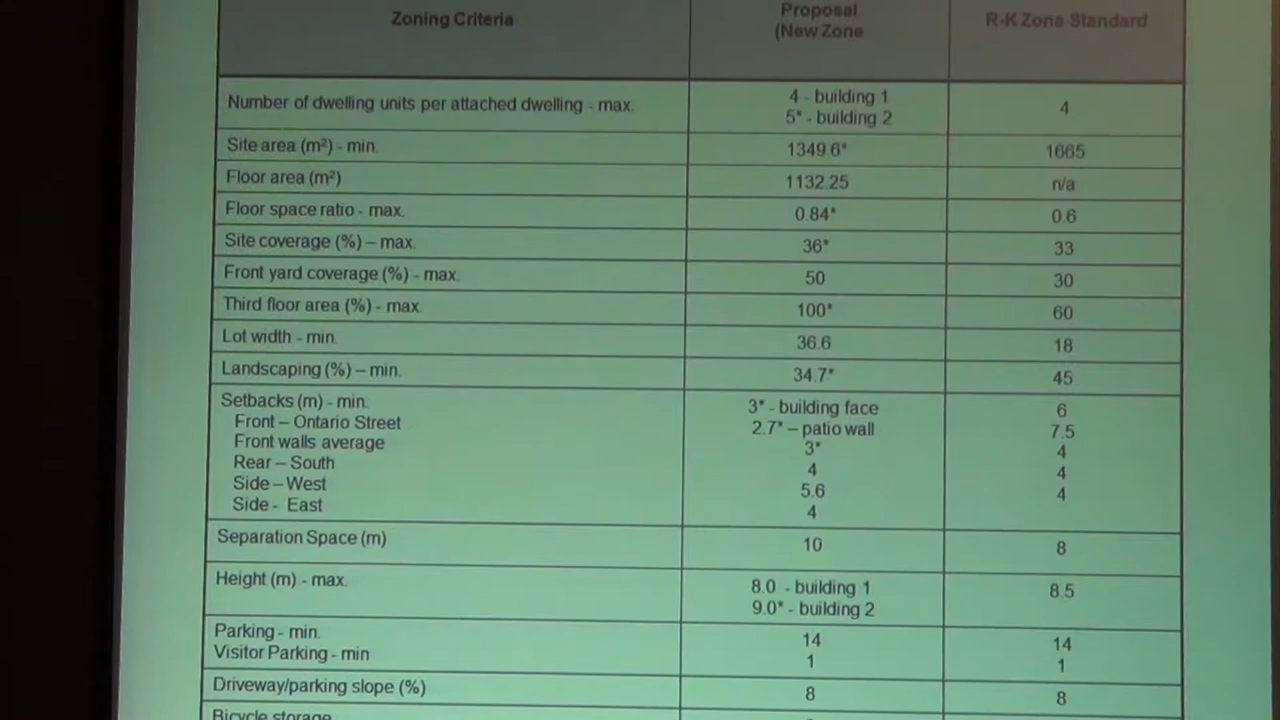 Zoning Criteria
Proposal
(New Zone
R-K Zone Standard
Number of dwelling units per attached dwelling - max.
4 - building 1
5* - building 2
4
Site area (m²) - min.
1349.6*
1665
Floor area (m²)
1132.25
n/a
Floor space ratio - max.
0.84*
0.6
Site coverage (%) – max.
36*
33
Front yard coverage (%) - max.
50
30
Third floor area (%) - max.
100*
60
Lot width - min.
36.6
18
Landscaping (%) – min.
34.7*
45
Setbacks (m) - min.
Front – Ontario Street
Front walls average
Rear – South
Side – West
Side - East
3* - building face
2.7* – patio wall
3*
4
5.6
4
6
7.5
4
4
4
Separation Space (m)
10
8
Height (m) - max.
8.0 - building 1
9.0* - building 2
8.5
Parking - min.
Visitor Parking - min
14
1
14
1
Driveway/parking slope (%)
8
8
Bicycle storage